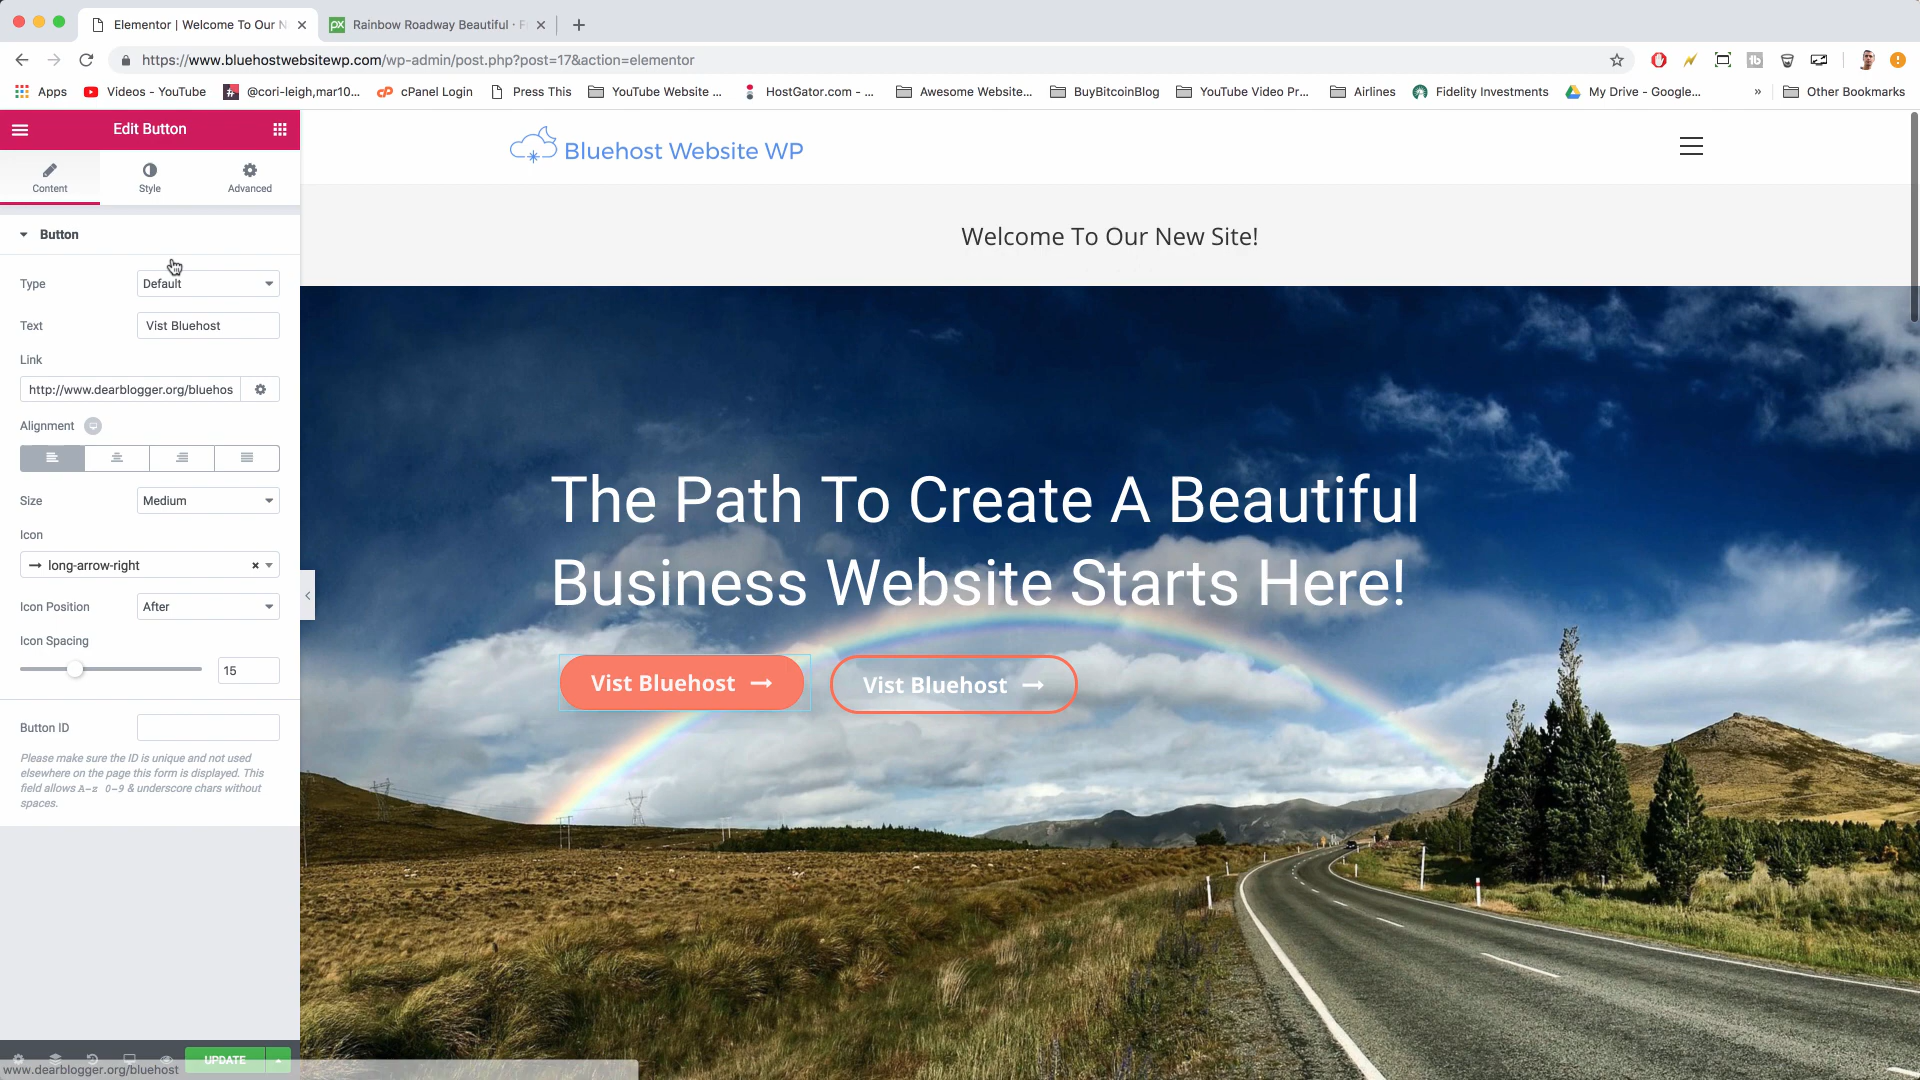 Elementor | Welcome To Our N
Rainbow Roadway Beautiful · F
https://www.bluehostwebsitewp.com/wp-admin/post.php?post=17&action=elementor
Apps
Videos - YouTube
@cori-leigh,mar10...
cPanel Login
Press This
YouTube Website ...
HostGator.com - ...
Awesome Website...
BuyBitcoinBlog
YouTube Video Pr...
Airlines
Fidelity Investments
My Drive - Google...
»
Other Bookmarks
Edit Button
Content
Style
Advanced
Button
Type
Default
Text
Vist Bluehost
Link
http://www.dearblogger.org/bluehos
Alignment
Size
Medium
Icon
long-arrow-right
Icon Position
After
Icon Spacing
15
Button ID
Please make sure the ID is unique and not used
elsewhere on the page this form is displayed. This
field allows A-z 0-9 & underscore chars without
spaces.
UPDATE
www.dearblogger.org/bluehost
Bluehost Website WP
Welcome To Our New Site!
The Path To Create A Beautiful
Business Website Starts Here!
Vist Bluehost
Vist Bluehost